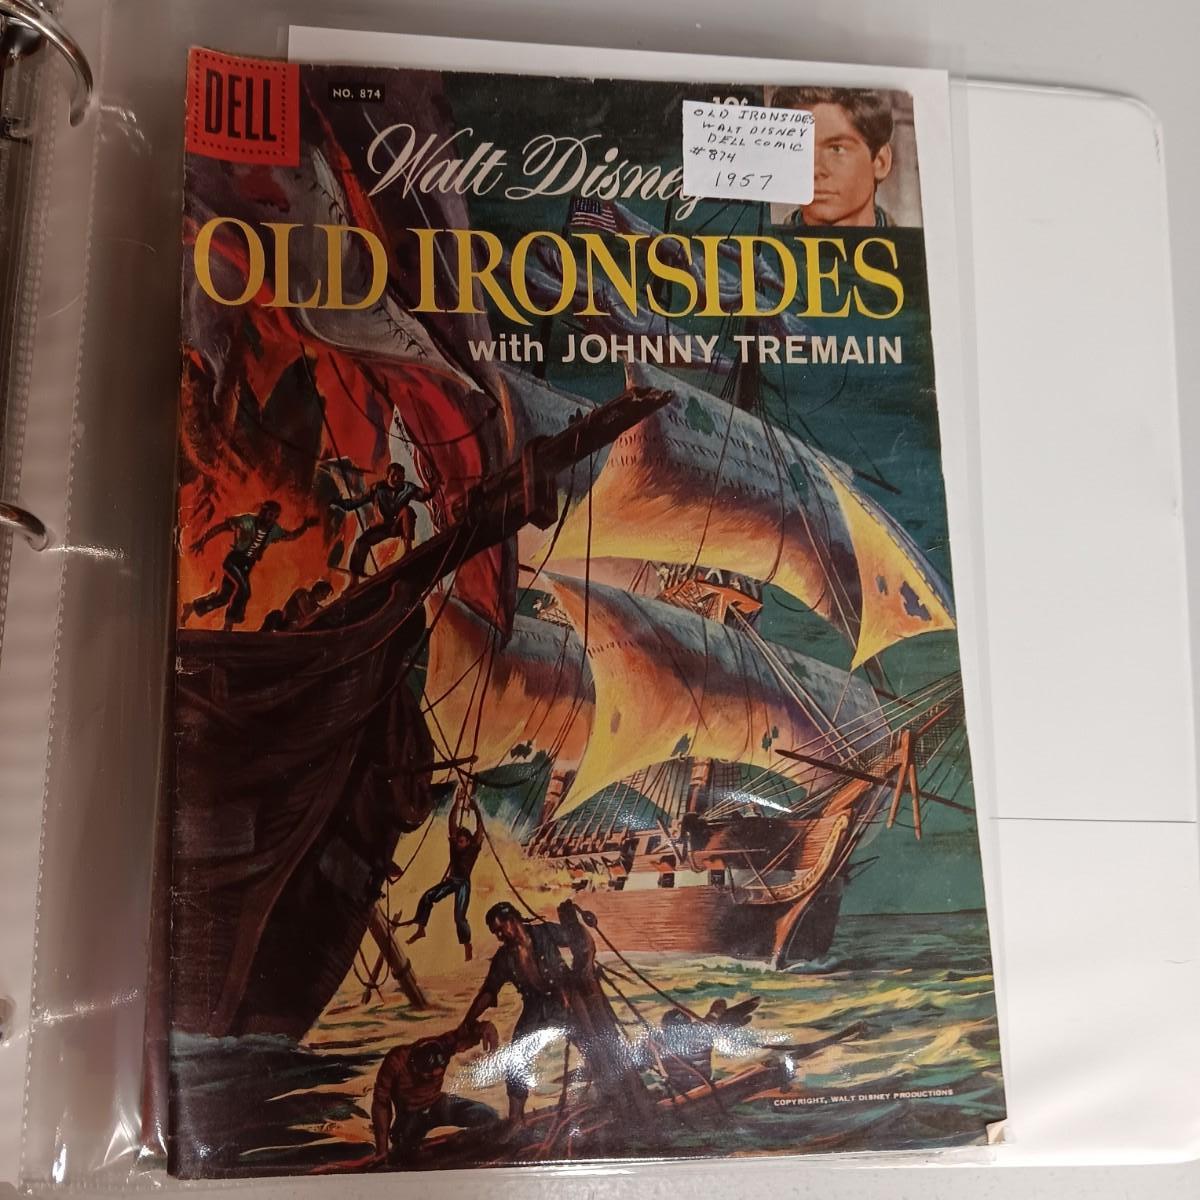 DELL
NO. 874
10¢
Walt Disney
OLD IRONSIDES
WALT DISNEY
DELL COMIC
#874
1957
OLD IRONSIDES
with JOHNNY TREMAIN
COPYRIGHT, WALT DISNEY PRODUCTIONS